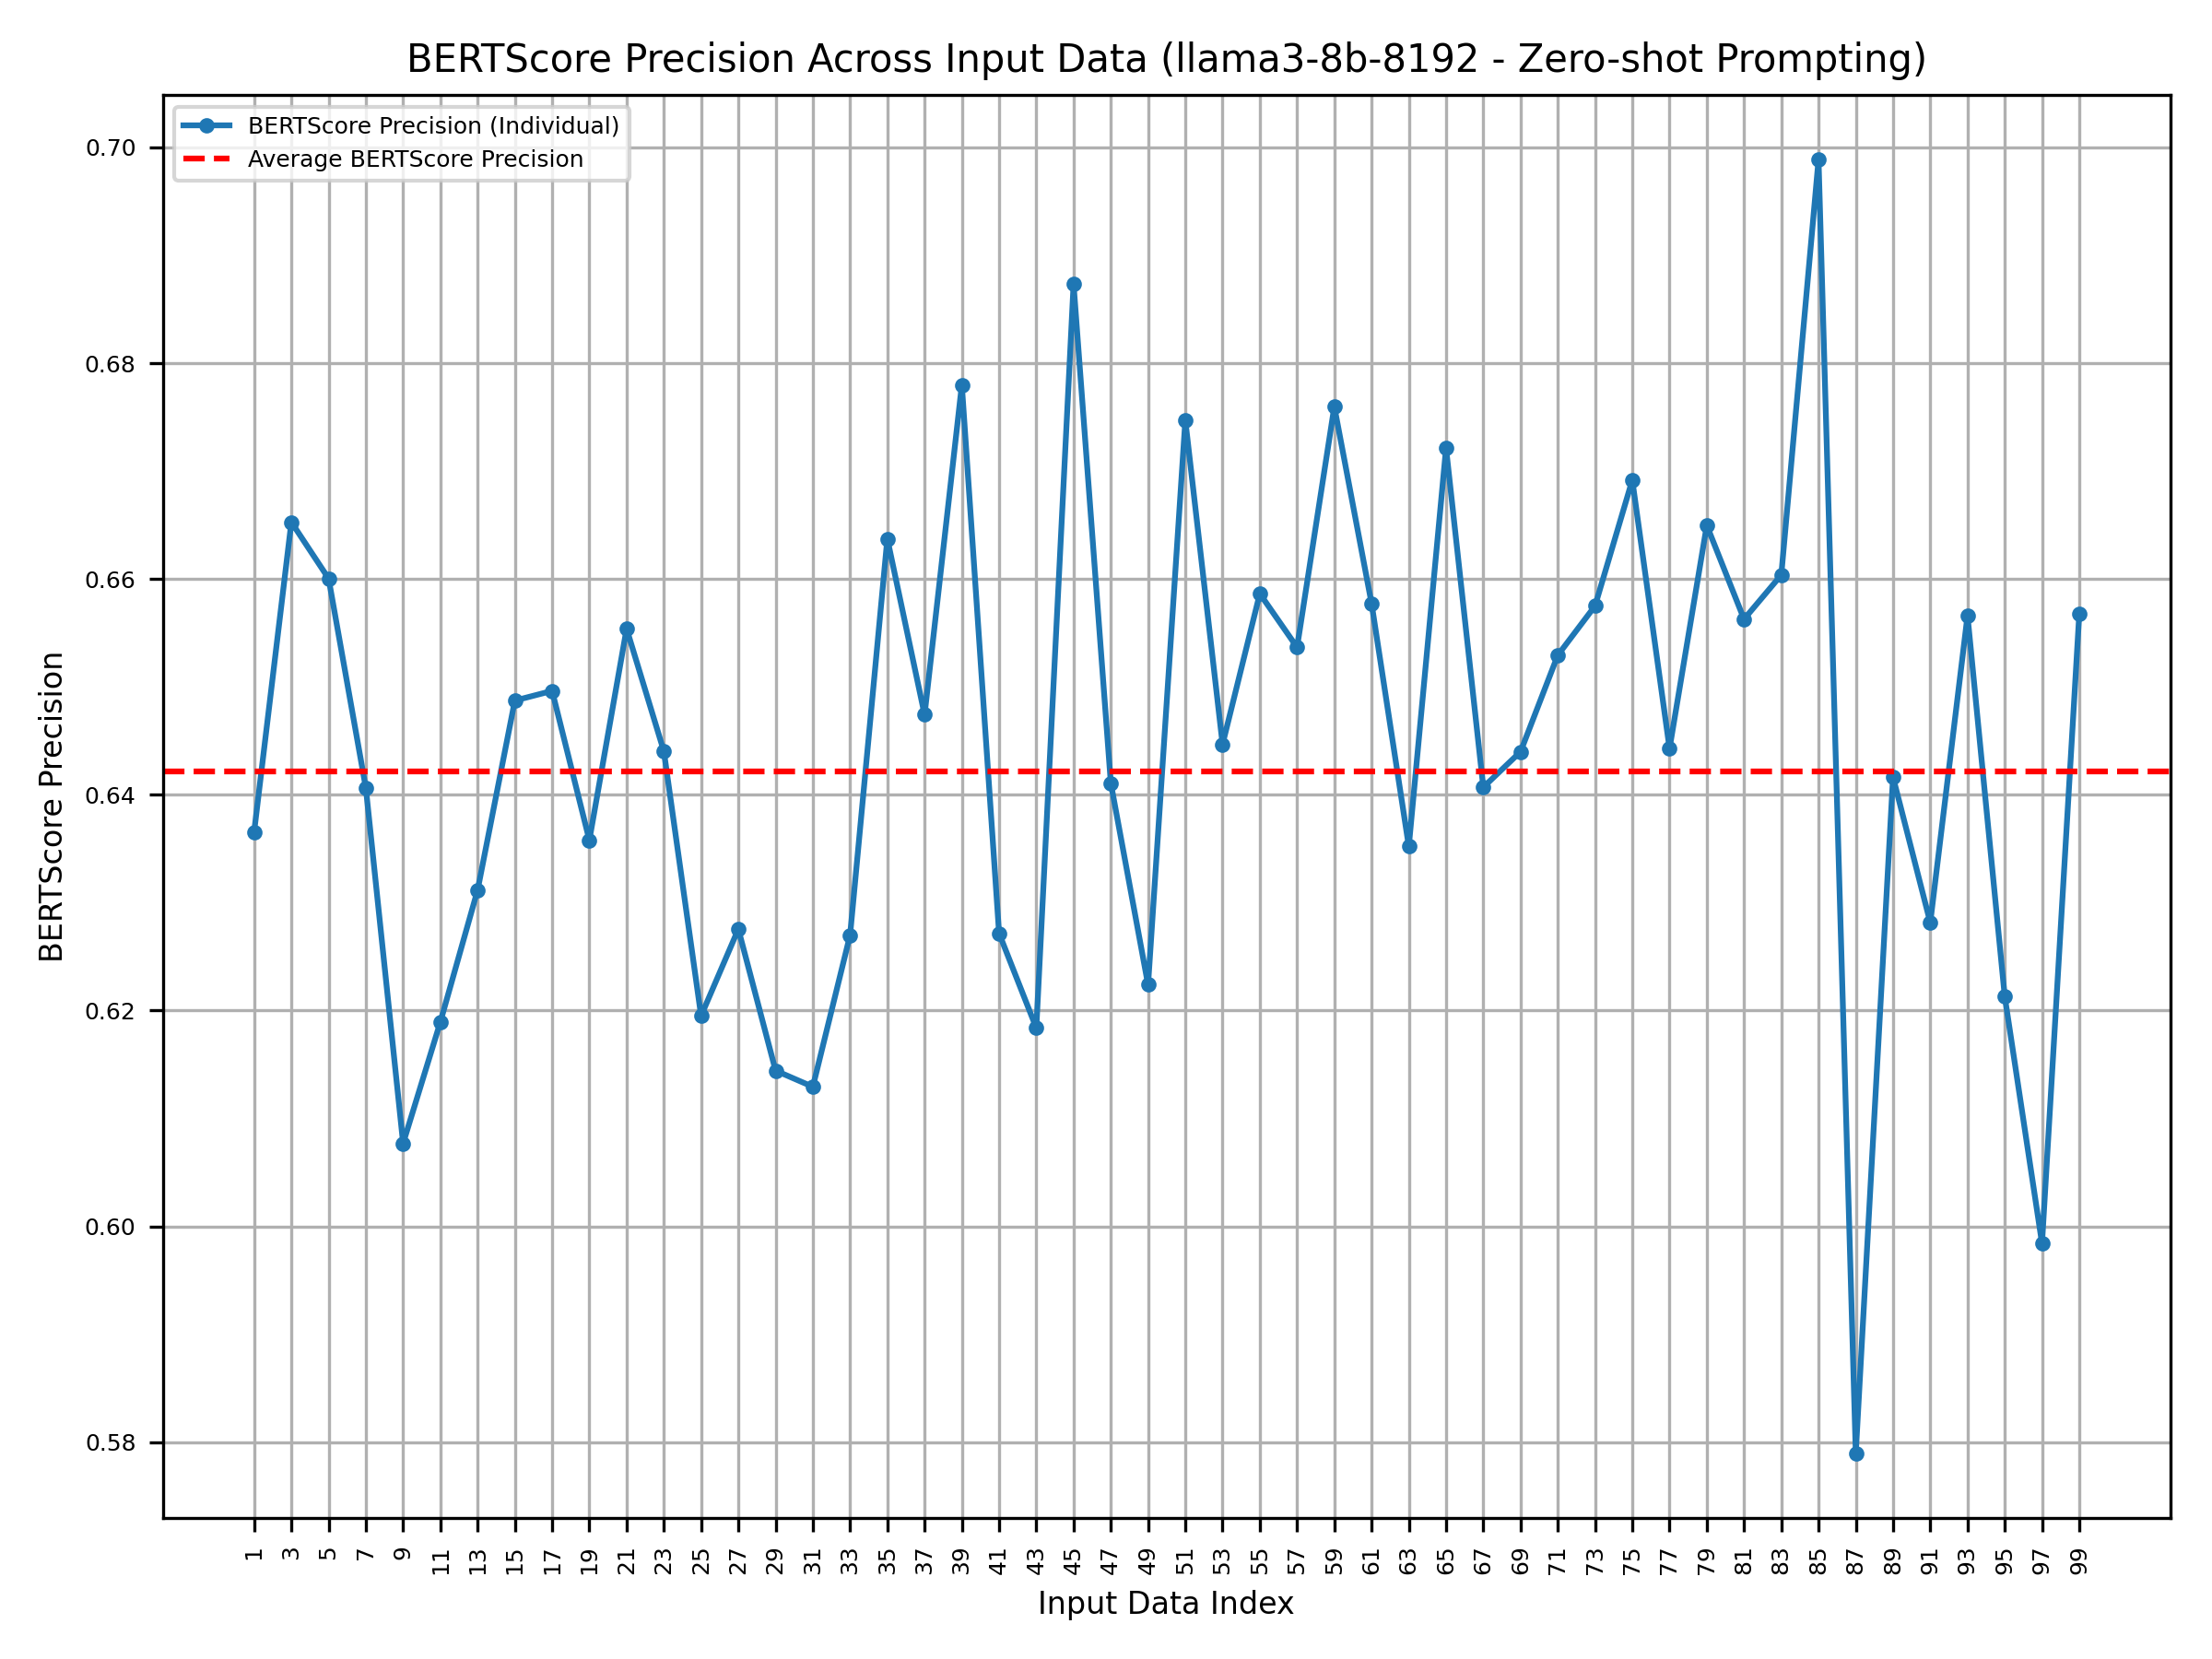 BERTScore Precision Across Input Data (llama3-8b-8192 - Zero-shot Prompting)
BERTScore Precision (Individual)
Average BERTScore Precision
0.70
0.68
0.66
0.64
0.62
0.60
0.58
BERTScore Precision
1 3 5 7 9 11 13 15 17 19 21 23 25 27 29 31 33 35 37 39 41 43 45 47 49 51 53 55 57 59 61 63 65 67 69 71 73 75 77 79 81 83 85 87 89 91 93 95 97 99
Input Data Index